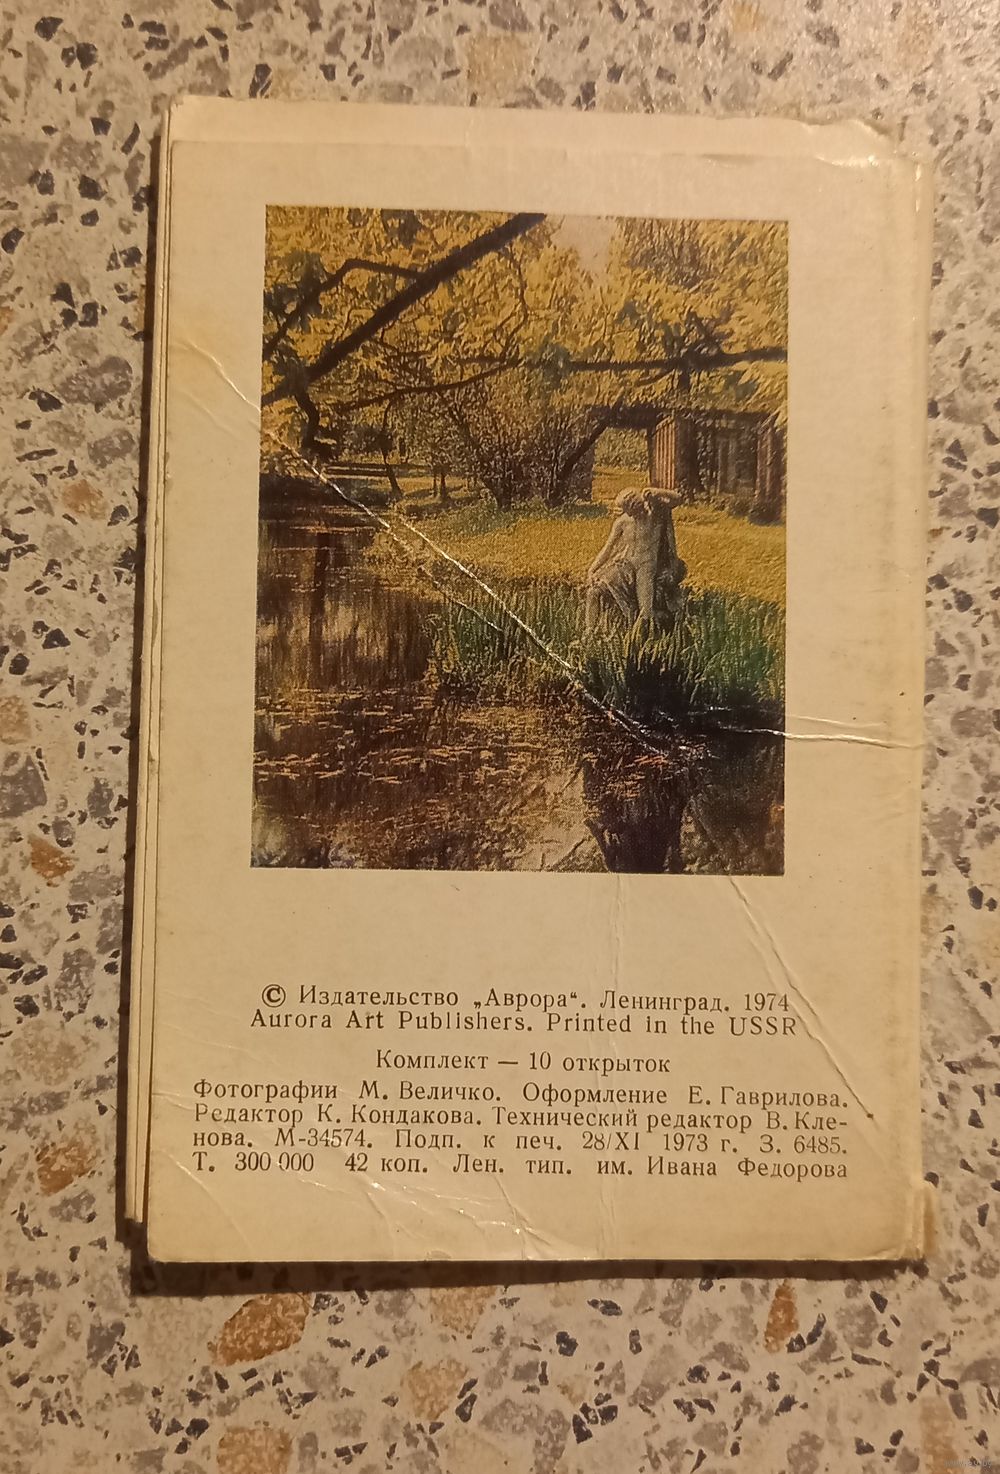 © Издательство „Аврора“. Ленинград. 1974
Aurora Art Publishers. Printed in the USSR
Комплект — 10 открыток
Фотографии М. Величко. Оформление Е. Гаврилова.
Редактор К. Кондакова. Технический редактор В. Кле-
нова. М-34574. Подп. к печ. 28/XI 1973 г. З. 6485.
Т. 300 000 42 коп. Лен. тип. им. Ивана Федорова